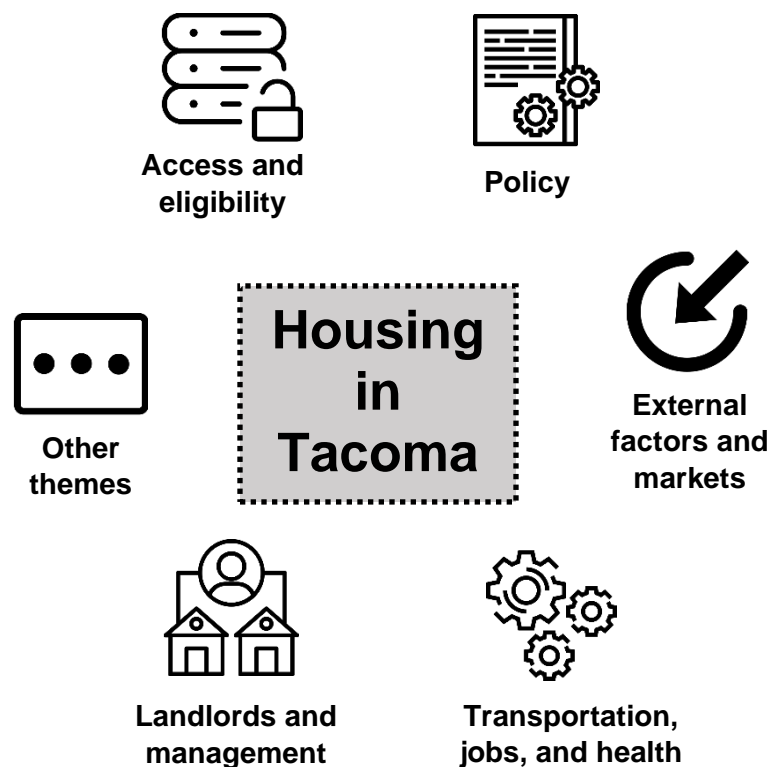 Access and
eligibility
Policy
Housing
in
Tacoma
External
factors and
markets
Other
themes
Landlords and
management
Transportation,
jobs, and health